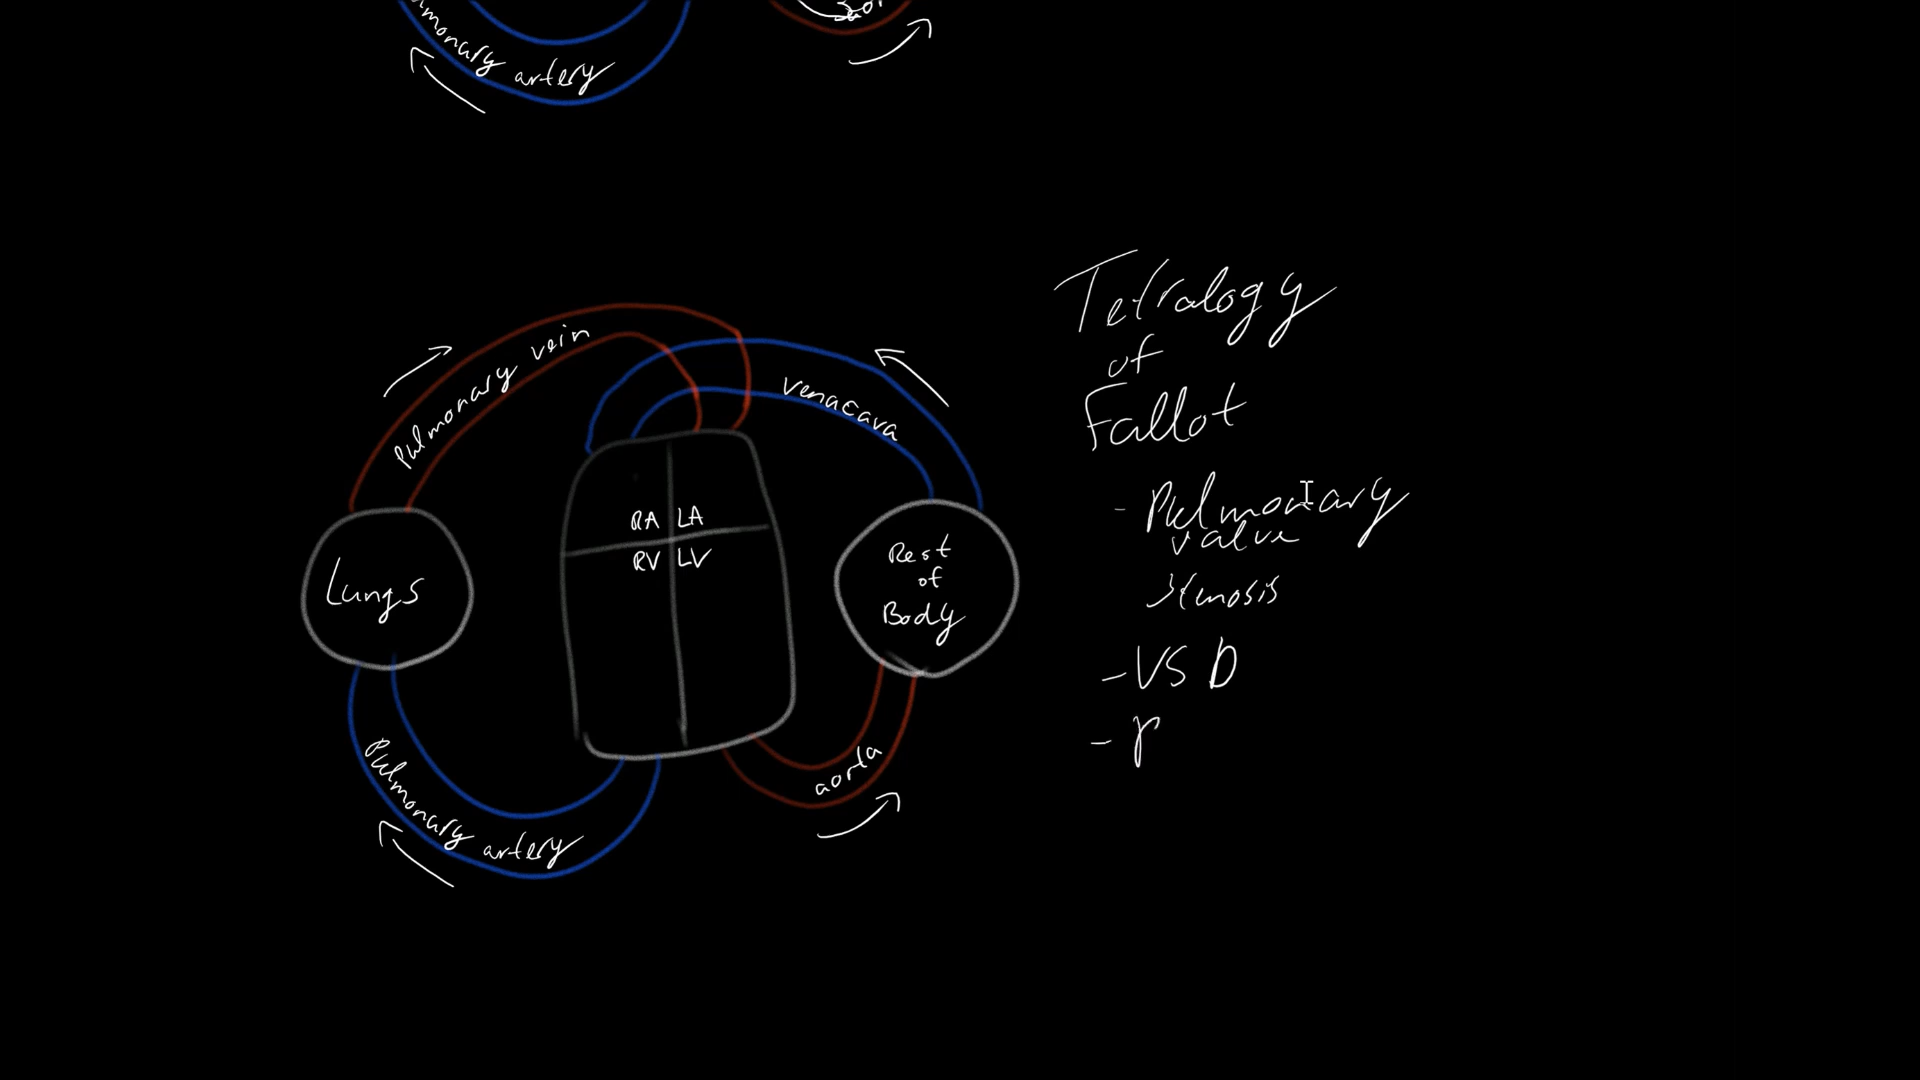 monary artery
Pulmonary vein
venacava
RA LA
RV LV
Lungs
Rest
of
Body
Pulmonary artery
aorta
Tetralogy
of
Fallot
- Pulmonary
valve
stenosis
- VSD
- r